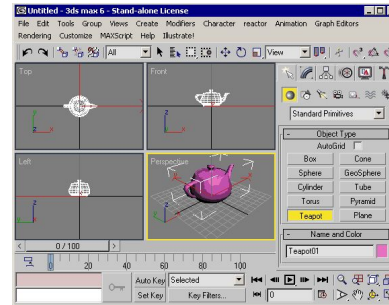 Untitled - 3ds max 6 - Stand-alone License
File Edit Tools Group Views Create Modifiers Character reactor Animation Graph Editors
Rendering Customize MAXScript Help Illustrate!
All View
Top Front
Left Perspective
Standard Primitives
Object Type
AutoGrid
Box Cone
Sphere GeoSphere
Cylinder Tube
Torus Pyramid
Teapot Plane
Name and Color
Teapot01
0 / 100
0 20 40 60 80 100
Auto Key Selected
Set Key Key Filters... 0